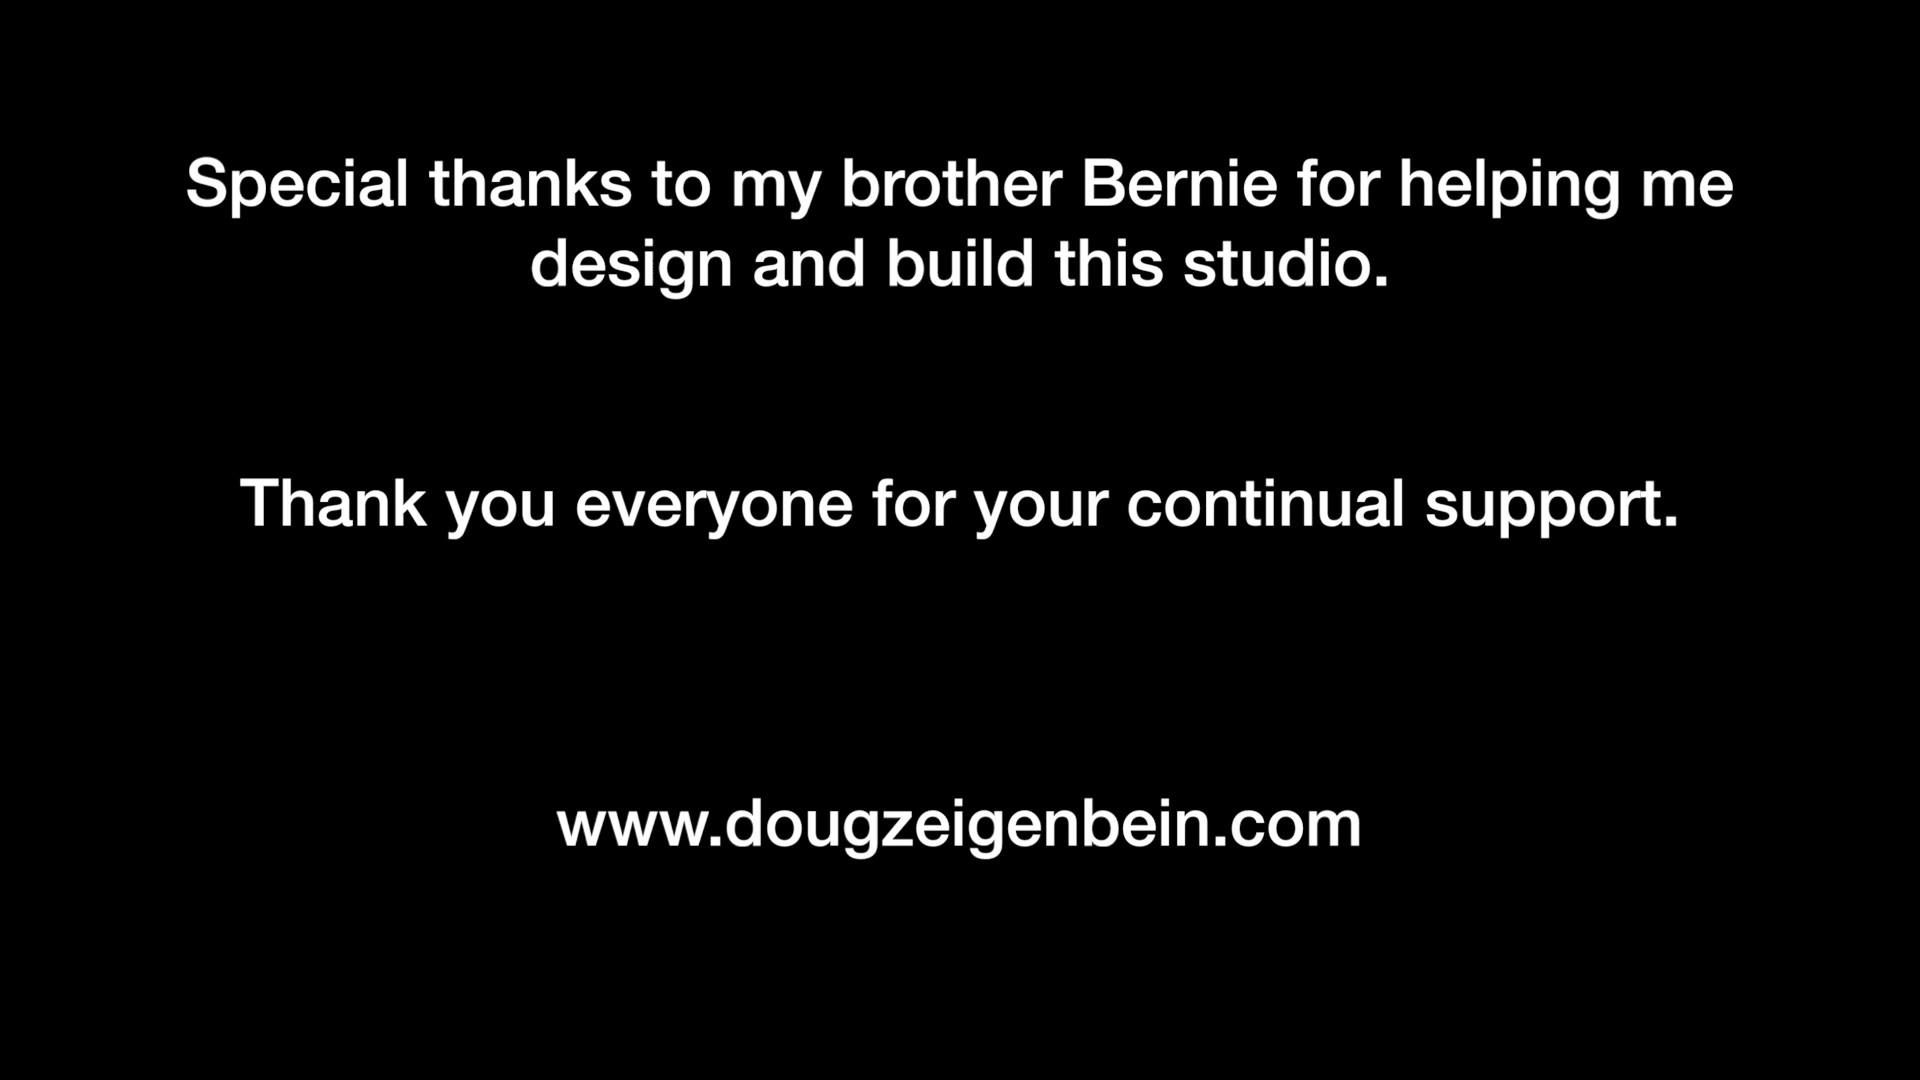 Special thanks to my brother Bernie for helping me
design and build this studio.
Thank you everyone for your continual support.
www.dougzeigenbein.com